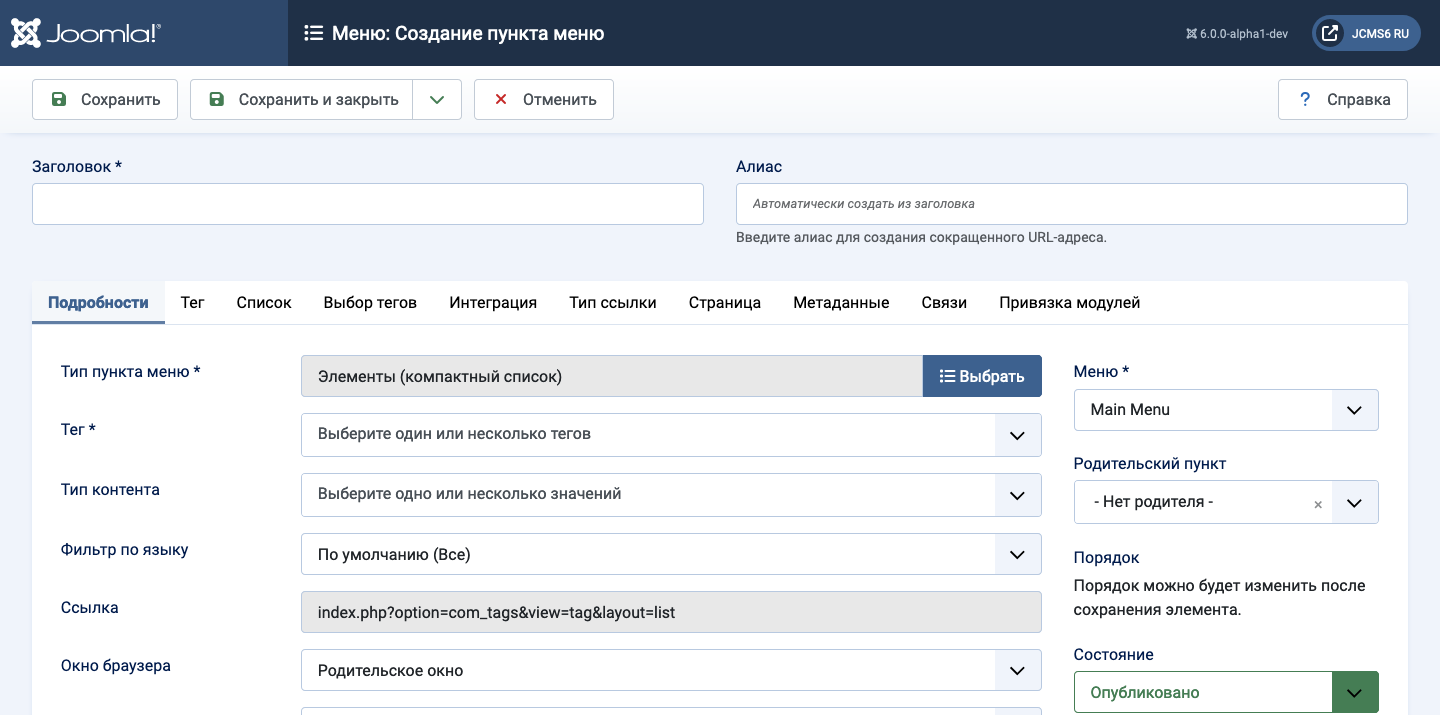 Joomla!®
Меню: Создание пункта меню
6.0.0-alpha1-dev
JCMS6 RU
Сохранить
Сохранить и закрыть
Отменить
? Справка
Заголовок *
Алиас
Автоматически создать из заголовка
Введите алиас для создания сокращенного URL-адреса.
Подробности
Тег
Список
Выбор тегов
Интеграция
Тип ссылки
Страница
Метаданные
Связи
Привязка модулей
Тип пункта меню *
Элементы (компактный список)
Выбрать
Тег *
Выберите один или несколько тегов
Тип контента
Выберите одно или несколько значений
Фильтр по языку
По умолчанию (Все)
Ссылка
index.php?option=com_tags&view=tag&layout=list
Окно браузера
Родительское окно
Меню *
Main Menu
Родительский пункт
- Нет родителя -
Порядок
Порядок можно будет изменить после
сохранения элемента.
Состояние
Опубликовано